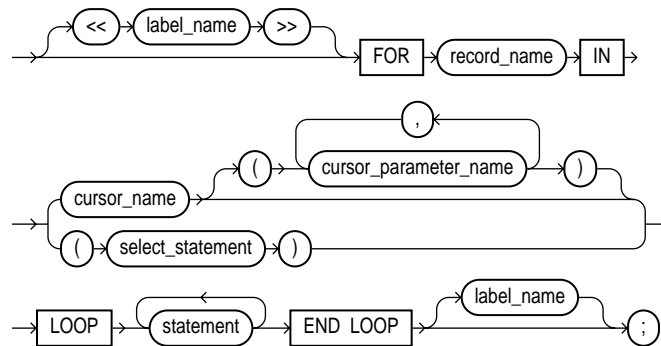 << label_name >>
FOR record_name IN
,
( cursor_parameter_name )
cursor_name
( select_statement )
label_name
LOOP statement END LOOP ;